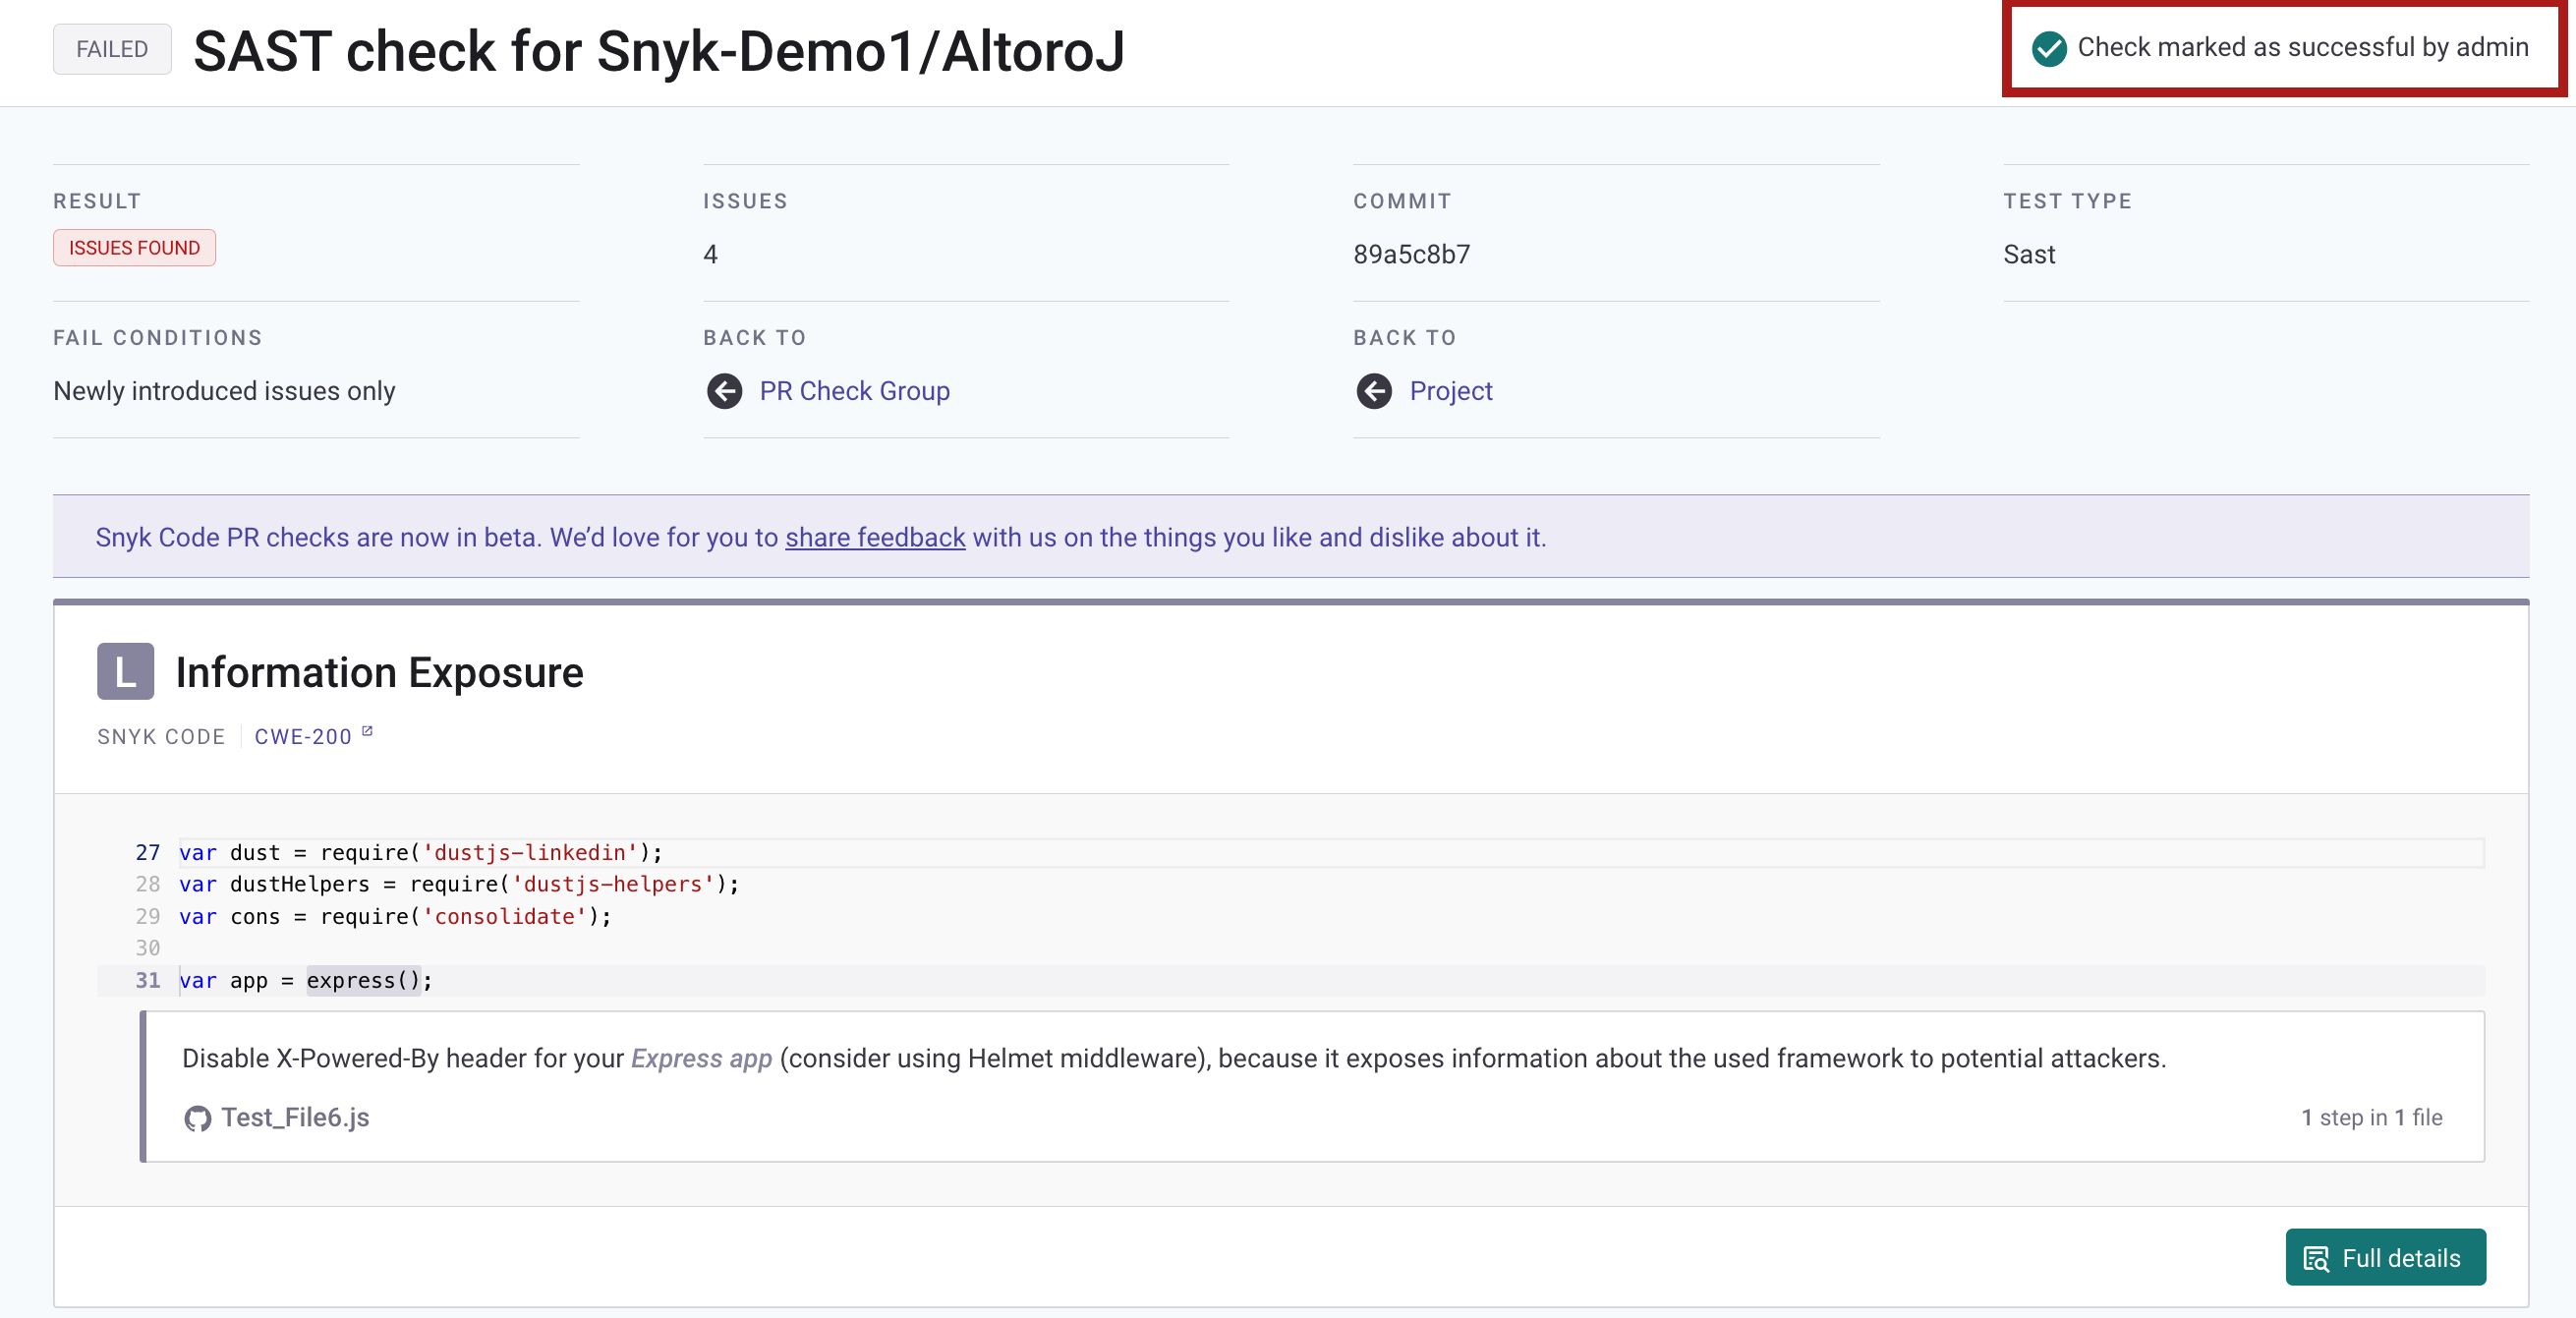 FAILED SAST check for Snyk-Demo1/AltoroJ Check marked as successful by admin
RESULT ISSUES COMMIT TEST TYPE
ISSUES FOUND 4 89a5c8b7 Sast
FAIL CONDITIONS BACK TO BACK TO
Newly introduced issues only PR Check Group Project
Snyk Code PR checks are now in beta. We’d love for you to share feedback with us on the things you like and dislike about it.
L Information Exposure
SNYK CODE CWE-200
27 var dust = require('dustjs-linkedin');
28 var dustHelpers = require('dustjs-helpers');
29 var cons = require('consolidate');
30
31 var app = express();
Disable X-Powered-By header for your Express app (consider using Helmet middleware), because it exposes information about the used framework to potential attackers.
Test_File6.js 1 step in 1 file
Full details